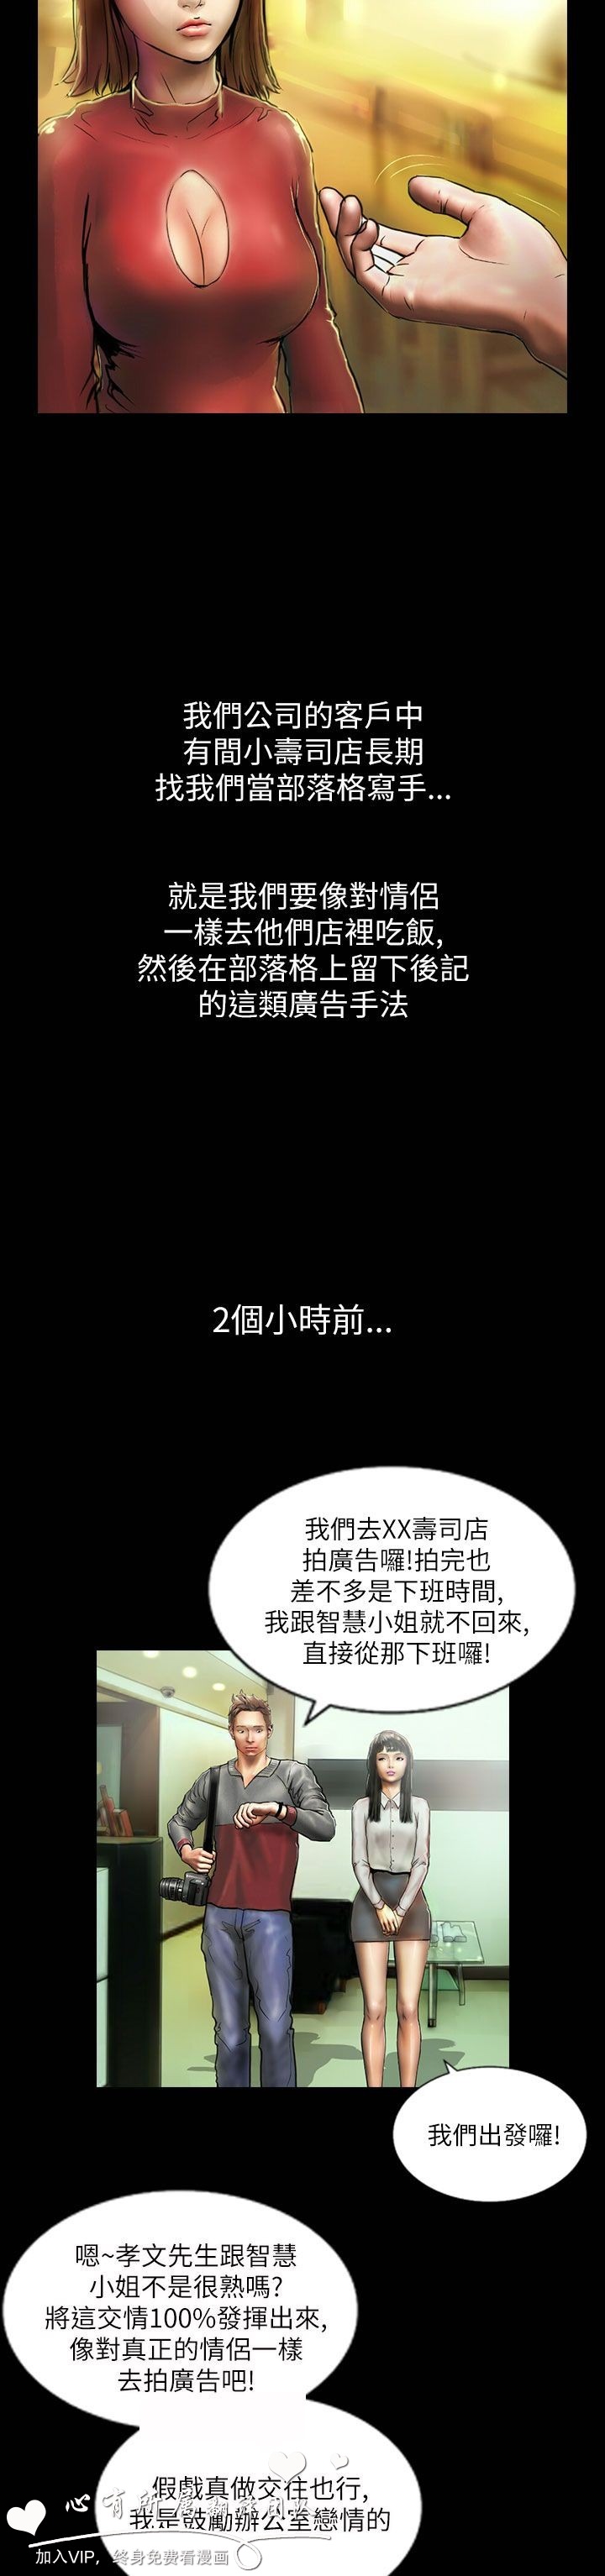 我們公司的客戶中
有間小壽司店長期
找我們當部落格寫手...
就是我們要像對情侶
一樣去他們店裡吃飯,
然後在部落格上留下後記
的這類廣告手法
2個小時前...
我們去XX壽司店
拍廣告囉!拍完也
差不多是下班時間,
我跟智慧小姐就不回來,
直接從那下班囉!
我們出發囉!
嗯~孝文先生跟智慧
小姐不是很熟嗎?
將這交情100%發揮出來,
像對真正的情侶一樣
去拍廣告吧!
假戲真做交往也行,
我是鼓勵辦公室戀情的
心有所屬翻譯團队
加入VIP，终身免费看漫画